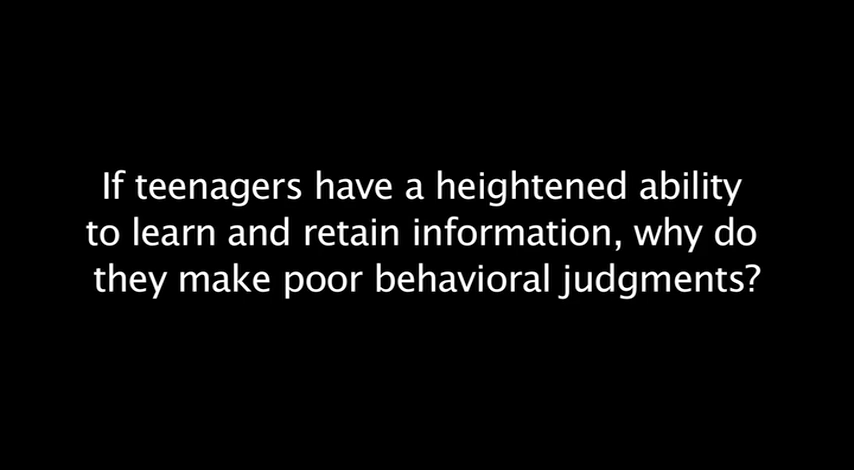 If teenagers have a heightened ability
to learn and retain information, why do
they make poor behavioral judgments?